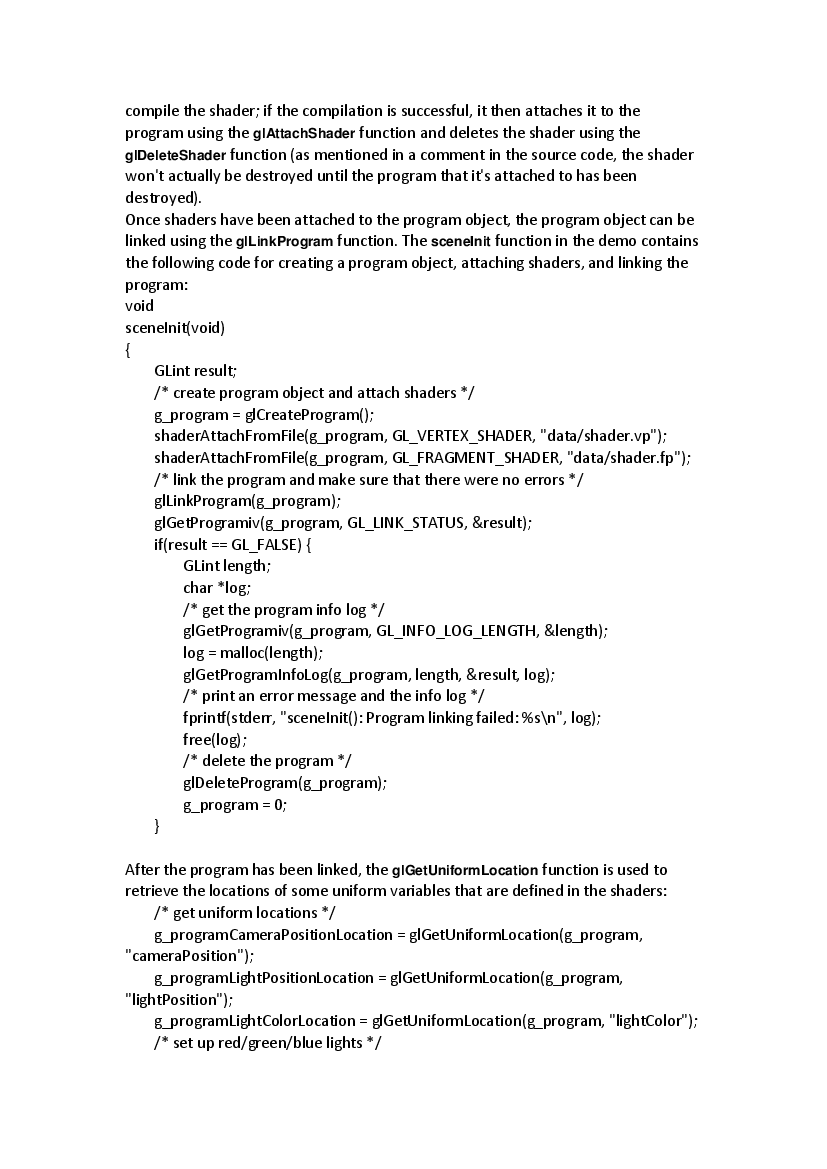 compile the shader; if the compilation is successful, it then attaches it to the
program using the glAttachShader function and deletes the shader using the
glDeleteShader function (as mentioned in a comment in the source code, the shader
won't actually be destroyed until the program that it's attached to has been
destroyed).
Once shaders have been attached to the program object, the program object can be
linked using the glLinkProgram function. The sceneInit function in the demo contains
the following code for creating a program object, attaching shaders, and linking the
program:
void
sceneInit(void)
{
GLint result;
/* create program object and attach shaders */
g_program = glCreateProgram();
shaderAttachFromFile(g_program, GL_VERTEX_SHADER, "data/shader.vp");
shaderAttachFromFile(g_program, GL_FRAGMENT_SHADER, "data/shader.fp");
/* link the program and make sure that there were no errors */
glLinkProgram(g_program);
glGetProgramiv(g_program, GL_LINK_STATUS, &result);
if(result == GL_FALSE) {
GLint length;
char *log;
/* get the program info log */
glGetProgramiv(g_program, GL_INFO_LOG_LENGTH, &length);
log = malloc(length);
glGetProgramInfoLog(g_program, length, &result, log);
/* print an error message and the info log */
fprintf(stderr, "sceneInit(): Program linking failed: %s\n", log);
free(log);
/* delete the program */
glDeleteProgram(g_program);
g_program = 0;
}
After the program has been linked, the glGetUniformLocation function is used to
retrieve the locations of some uniform variables that are defined in the shaders:
/* get uniform locations */
g_programCameraPositionLocation = glGetUniformLocation(g_program,
"cameraPosition");
g_programLightPositionLocation = glGetUniformLocation(g_program,
"lightPosition");
g_programLightColorLocation = glGetUniformLocation(g_program, "lightColor");
/* set up red/green/blue lights */